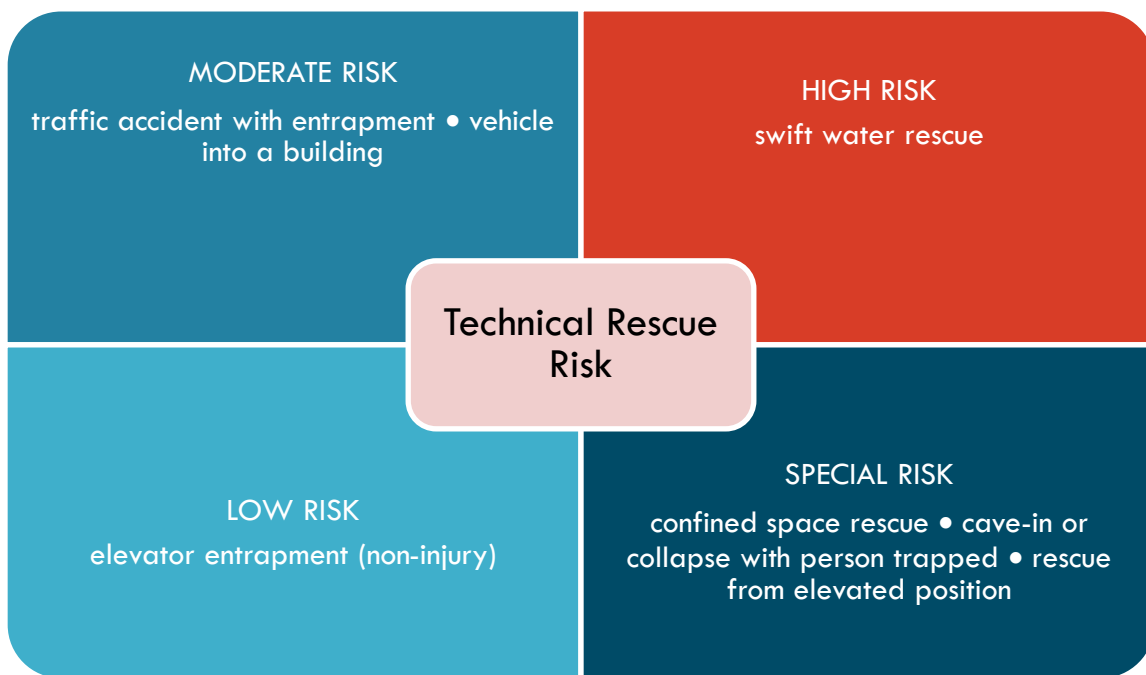 MODERATE RISK
traffic accident with entrapment • vehicle
into a building
HIGH RISK
swift water rescue
Technical Rescue
Risk
LOW RISK
elevator entrapment (non-injury)
SPECIAL RISK
confined space rescue • cave-in or
collapse with person trapped • rescue
from elevated position